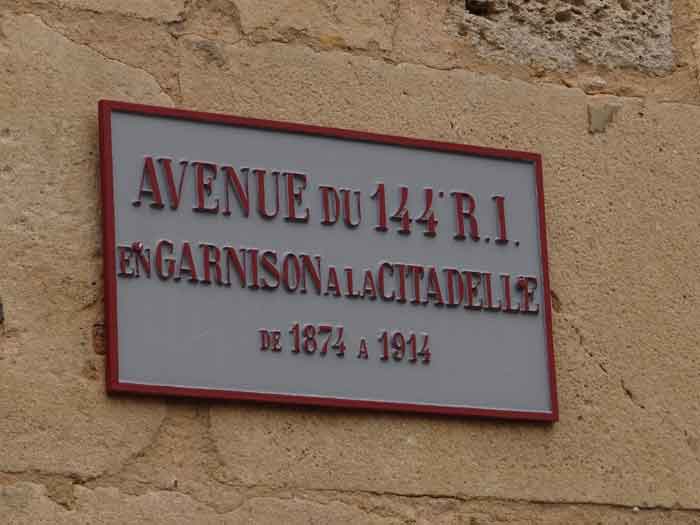 AVENUE DU 144e R.I.
EN GARNISON A LA CITADELLE
DE 1874 A 1914